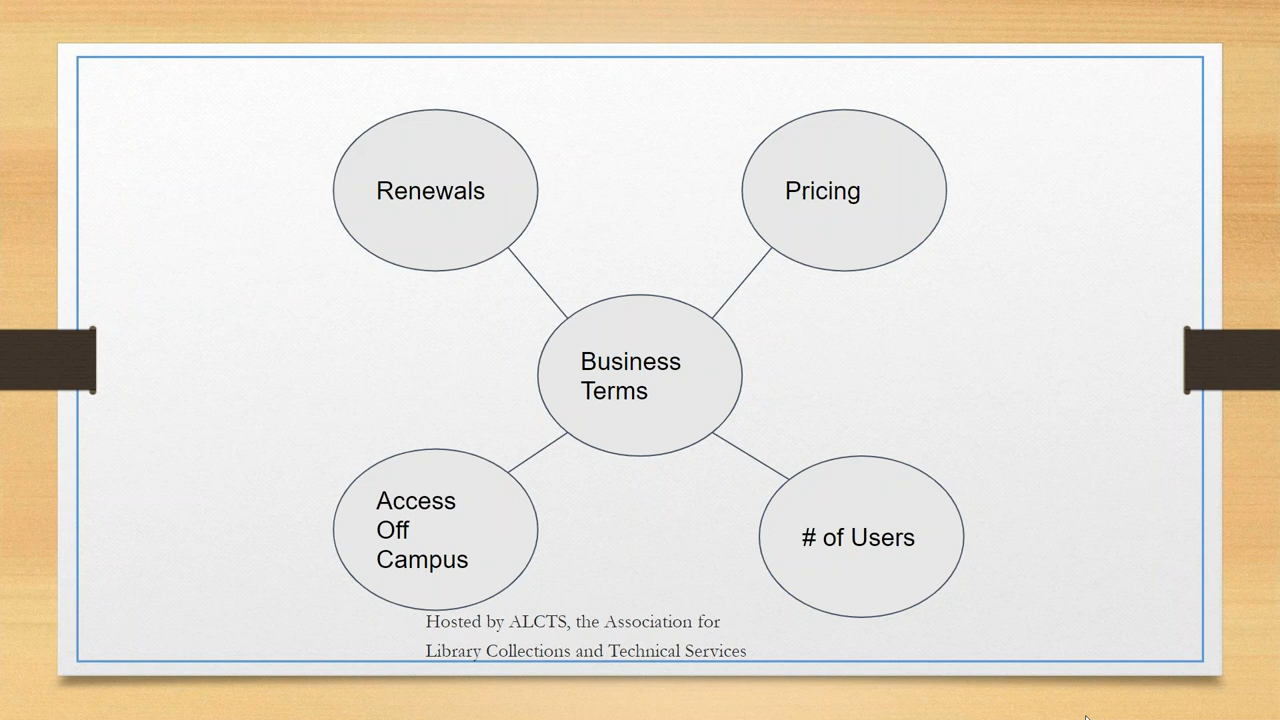 Renewals
Pricing
Business
Terms
Access
Off
Campus
# of Users
Hosted by ALCTS, the Association for
Library Collections and Technical Services